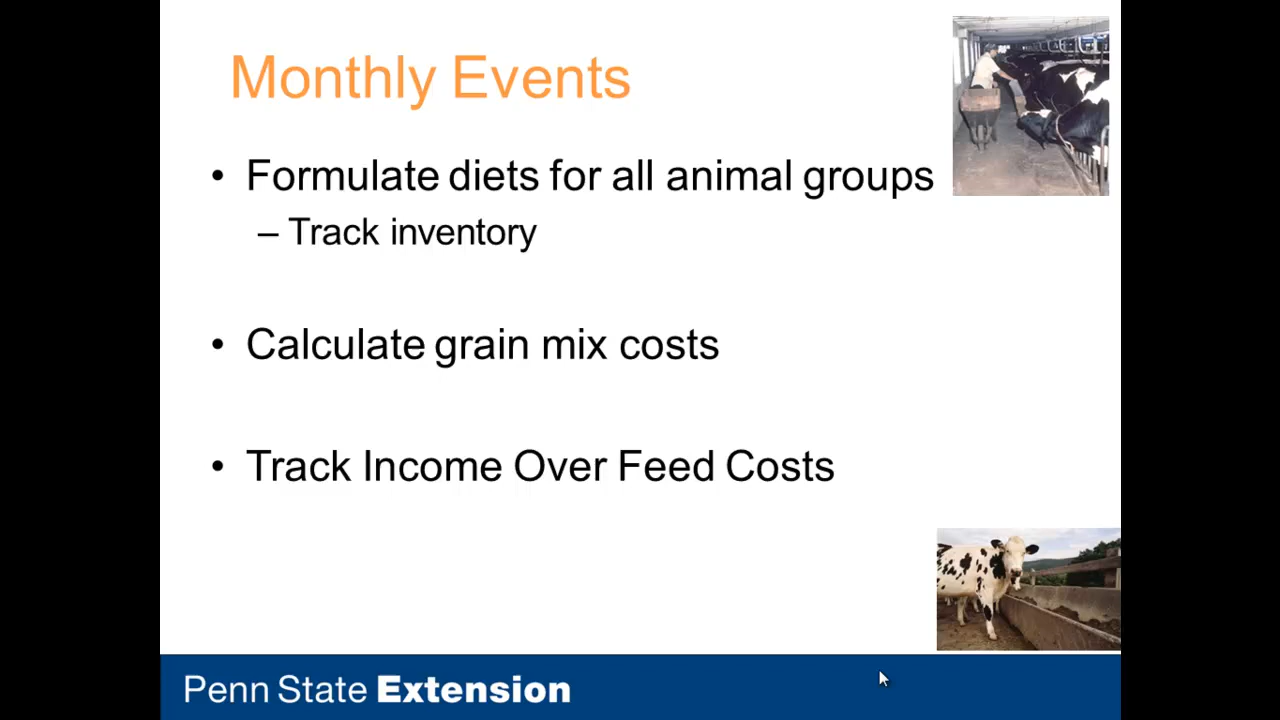 Monthly Events
• Formulate diets for all animal groups
– Track inventory
• Calculate grain mix costs
• Track Income Over Feed Costs
Penn State Extension